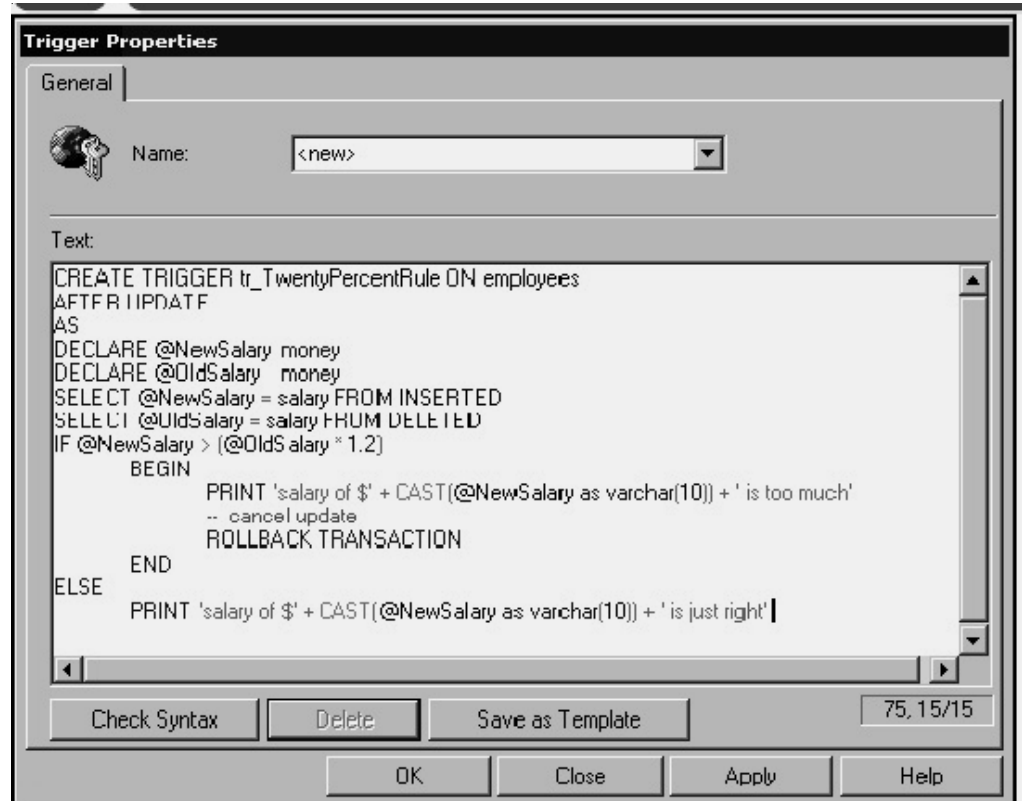 Trigger Properties
General
Name: <new>
Text:
CREATE TRIGGER tr_TwentyPercentRule ON employees
AFTER UPDATE
AS
DECLARE @NewSalary money
DECLARE @OldSalary money
SELECT @NewSalary = salary FROM INSERTED
SELECT @OldSalary = salary FROM DELETED
IF @NewSalary > (@OldSalary * 1.2)
BEGIN
PRINT 'salary of $' + CAST(@NewSalary as varchar(10)) + ' is too much'
-- cancel update
ROLLBACK TRANSACTION
END
ELSE
PRINT 'salary of $' + CAST(@NewSalary as varchar(10)) + ' is just right'
Check Syntax Delete Save as Template 75, 15/15
OK Close Apply Help